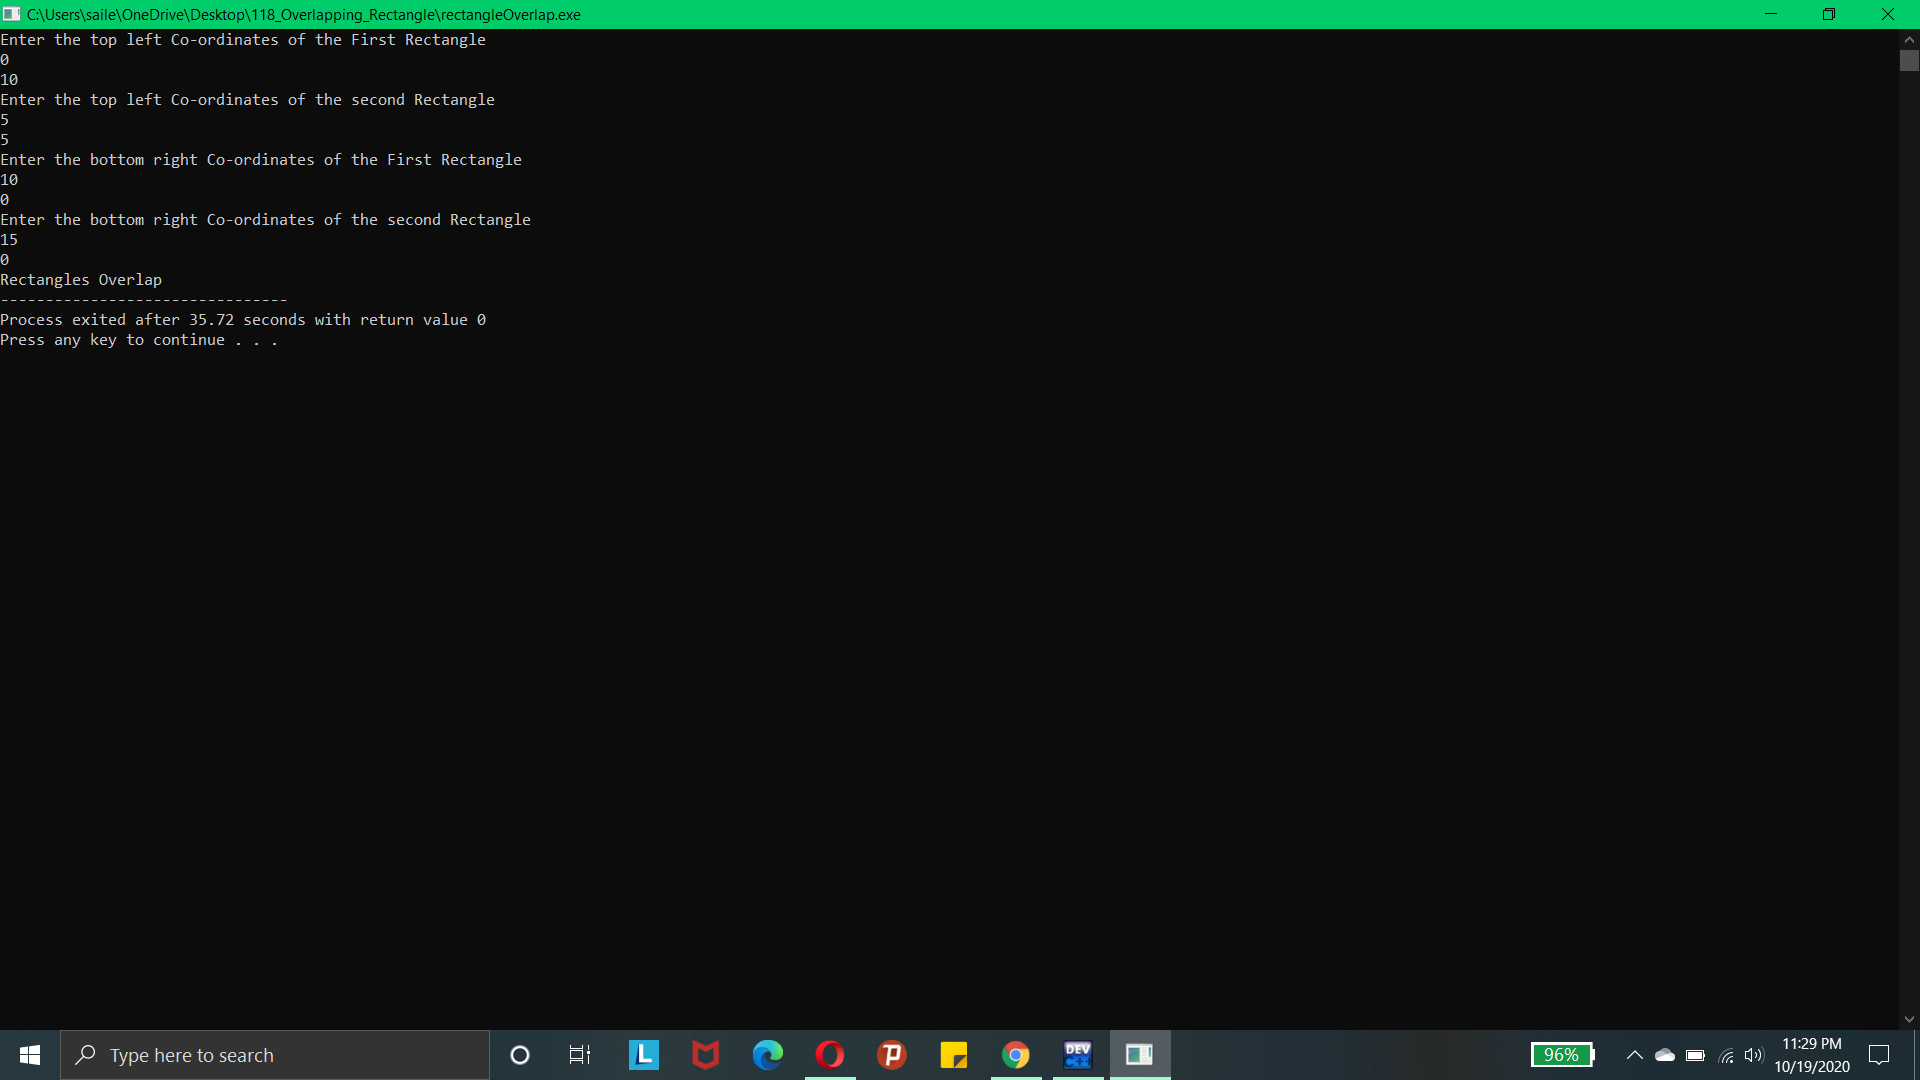 C:\Users\saile\OneDrive\Desktop\118_Overlapping_Rectangle\rectangleOverlap.exe
Enter the top left Co-ordinates of the First Rectangle
0
10
Enter the top left Co-ordinates of the second Rectangle
5
5
Enter the bottom right Co-ordinates of the First Rectangle
10
0
Enter the bottom right Co-ordinates of the second Rectangle
15
0
Rectangles Overlap
--------------------------------
Process exited after 35.72 seconds with return value 0
Press any key to continue . . .
Type here to search
L
P
DEV
C++
96%
11:29 PM
10/19/2020